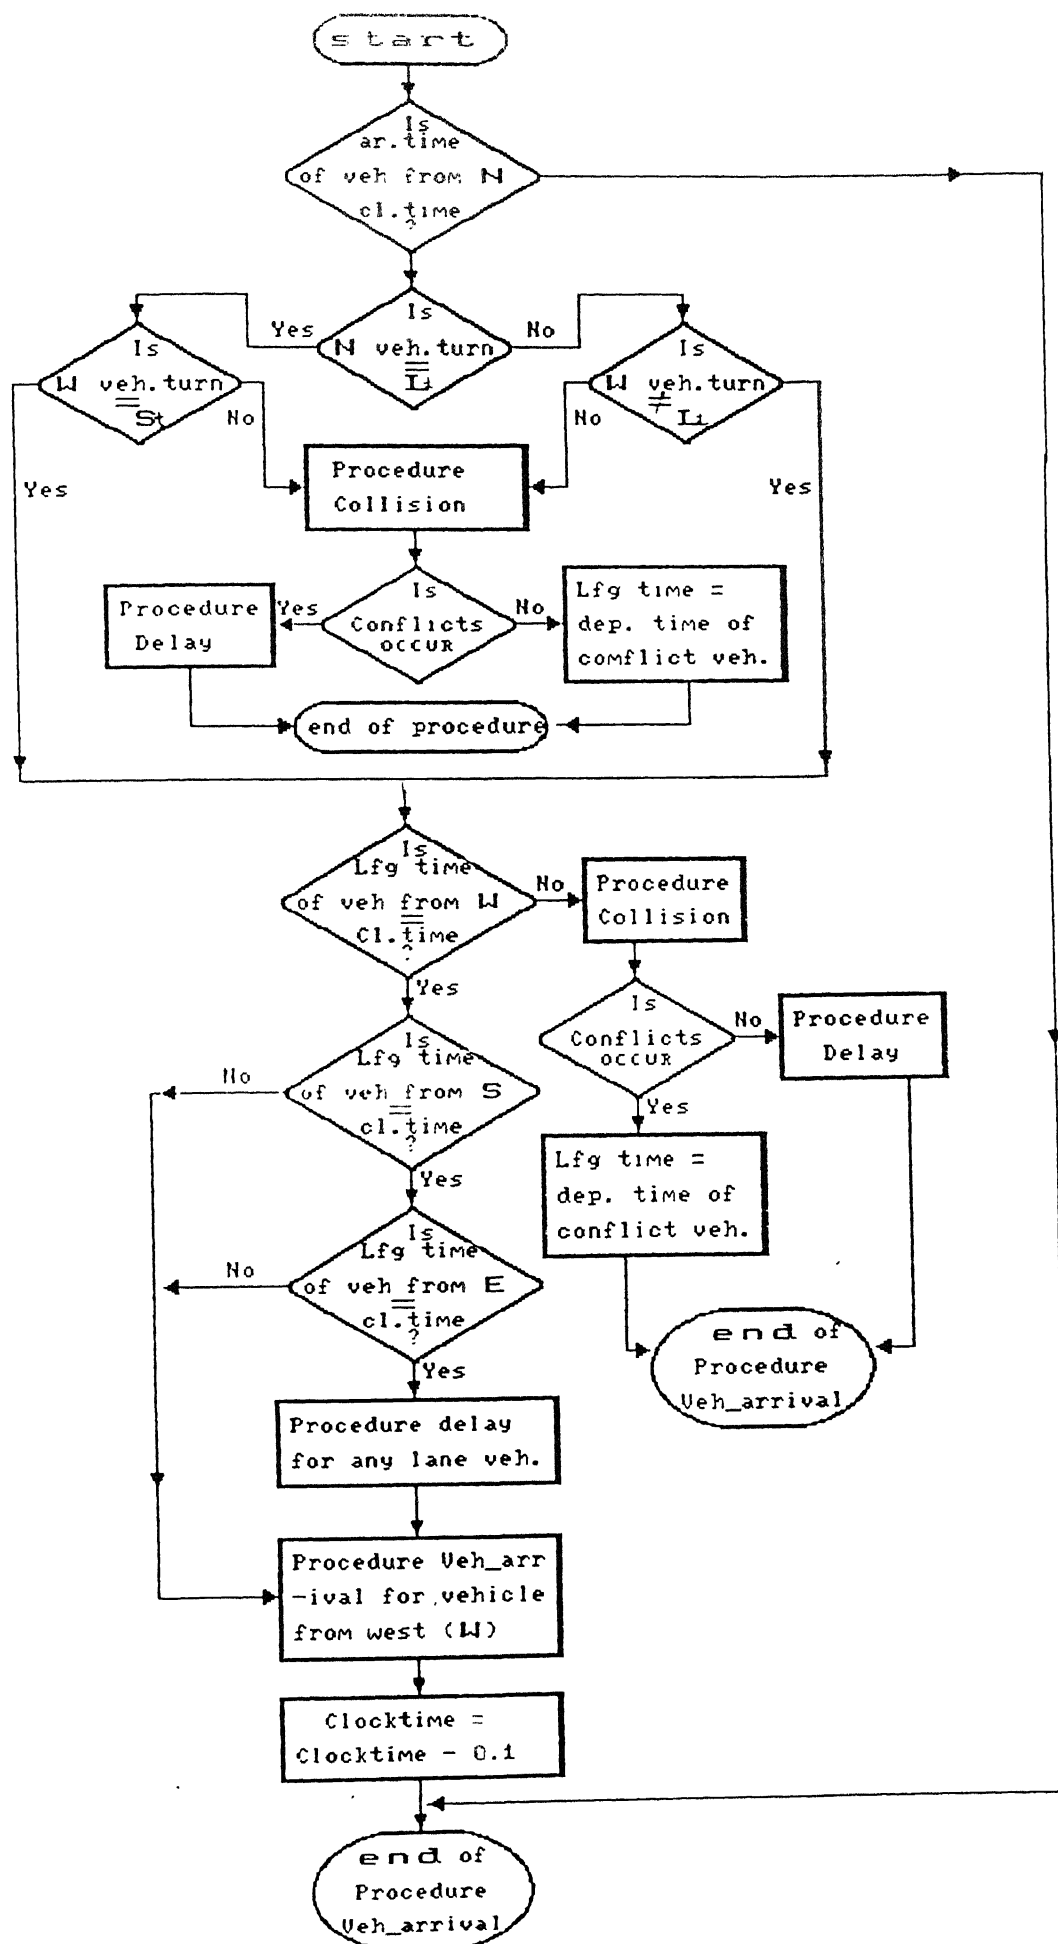 start
Is
ar.time
of veh from N
cl.time
?
Is
N veh.turn
=
Lt
Yes
No
Is
W veh.turn
=
St
No
Yes
Is
W veh.turn
≠
Lt
No
Yes
Procedure
Collision
Is
Conflicts
OCCUR
Yes
No
Procedure
Delay
Lfg time =
dep. time of
comflict veh.
end of procedure
Is
Lfg time
of veh from W
=
Cl.time
?
No
Yes
Procedure
Collision
Is
Conflicts
OCCUR
No
Yes
Procedure
Delay
Is
Lfg time
of veh from S
=
cl.time
?
No
Yes
Lfg time =
dep. time of
conflict veh.
Is
Lfg time
of veh from E
=
cl.time
?
No
Yes
end of
Procedure
Veh_arrival
Procedure delay
for any lane veh.
Procedure Veh_arr
-ival for vehicle
from west (W)
Clocktime =
Clocktime - 0.1
end of
Procedure
Veh_arrival